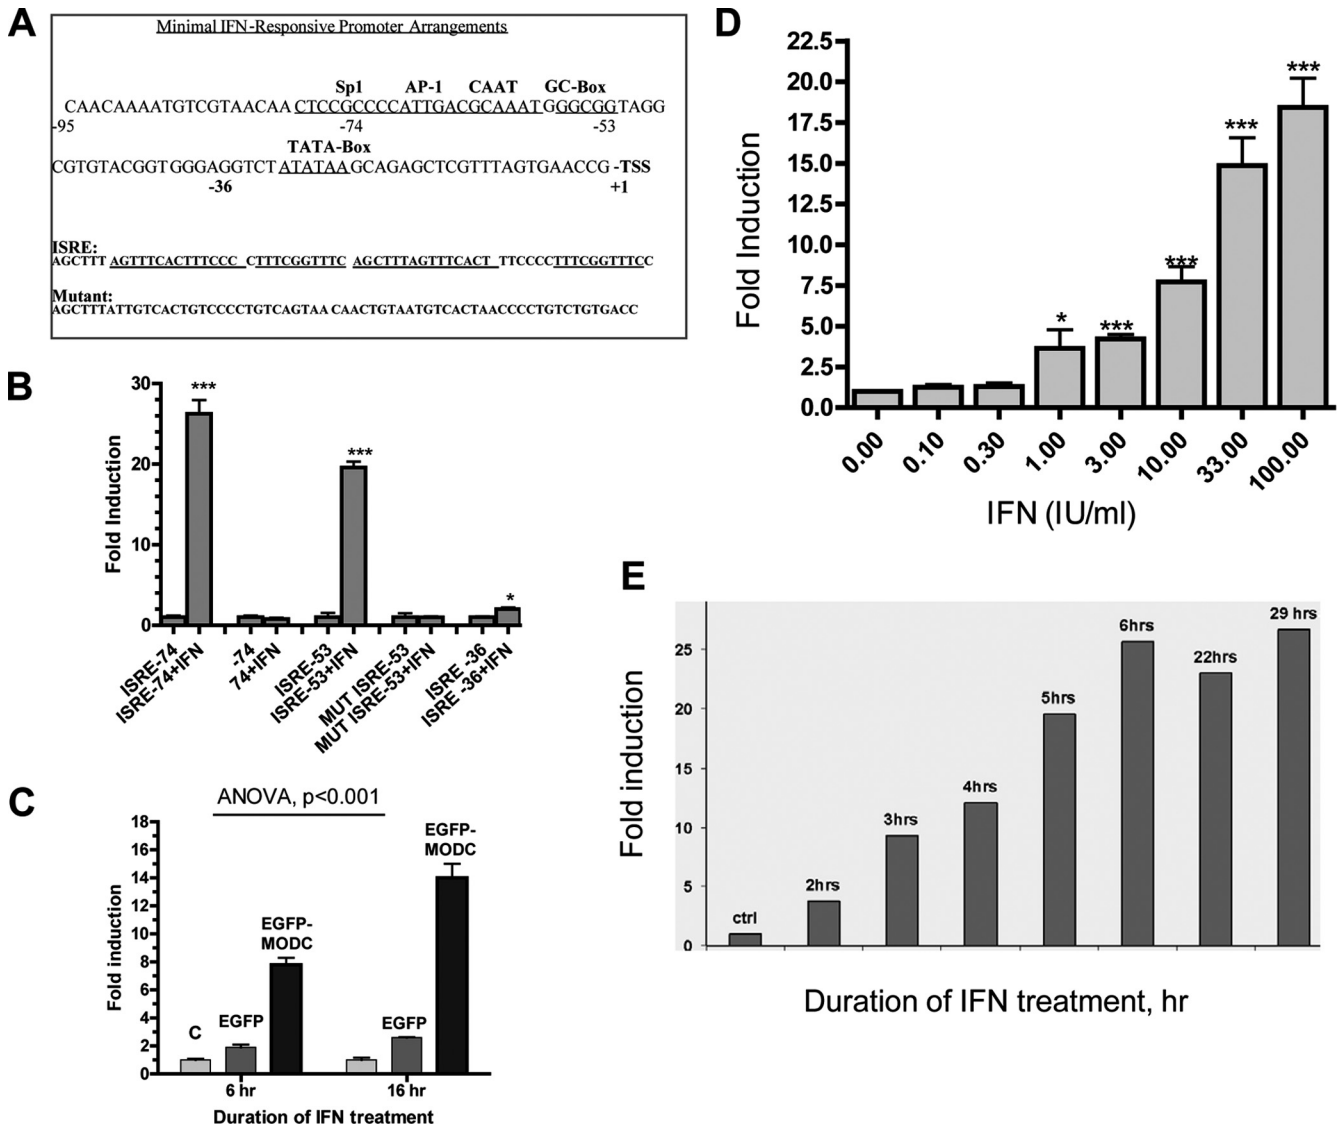 A
Minimal IFN-Responsive Promoter Arrangements
Sp1 AP-1 CAAT GC-Box
CAACAAAATGTCGTAACAA CTCCGCCCCATTGACGCAAAT GGGCGGTAGG
-95 -74 -53
TATA-Box
CGTGTACGGT GGGAGGTCT ATATAAGCAGAGCTCGTTTAGTGAACCG -TSS
-36 +1
ISRE:
AGCTTT AGTTTCACTTTCCC CTTTCGGTTTC AGCTTTAGTTTCACT TTCCCCTTTCGGTTTCC
Mutant:
AGCTTTATTGTCACTGTCCCCTGTCAGTAA CAACTGTAATGTCACTAACCCCTGTCTGTGACC
B
Fold Induction
30
20
10
0
***
***
*
ISRE-74
ISRE-74+IFN
-74
74+IFN
ISRE-53
ISRE-53+IFN
MUT ISRE-53
MUT ISRE-53+IFN
ISRE -36
ISRE -36+IFN
C
ANOVA, p<0.001
Fold induction
18
16
14
12
10
8
6
4
2
0
C
EGFP
EGFP-
MODC
EGFP
EGFP-
MODC
6 hr 16 hr
Duration of IFN treatment
D
Fold Induction
22.5
20.0
17.5
15.0
12.5
10.0
7.5
5.0
2.5
0.0
*
***
***
***
***
0.00 0.10 0.30 1.00 3.00 10.00 33.00 100.00
IFN (IU/ml)
E
Fold induction
25
20
15
10
5
0
ctrl
2hrs
3hrs
4hrs
5hrs
6hrs
22hrs
29 hrs
Duration of IFN treatment, hr